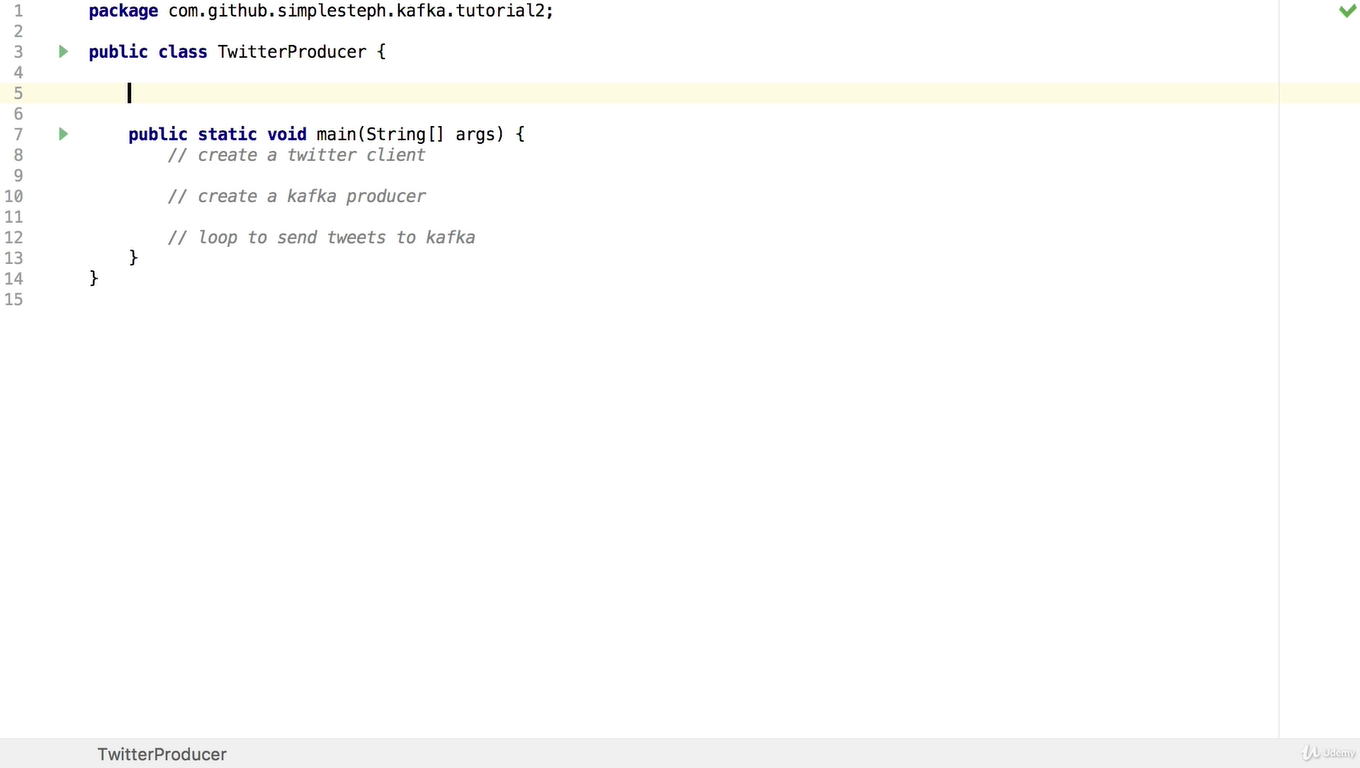 1 package com.github.simplesteph.kafka.tutorial2;
2
3 public class TwitterProducer {
4
5
6
7     public static void main(String[] args) {
8         // create a twitter client
9
10         // create a kafka producer
11
12         // loop to send tweets to kafka
13     }
14 }
15
TwitterProducer
Udemy